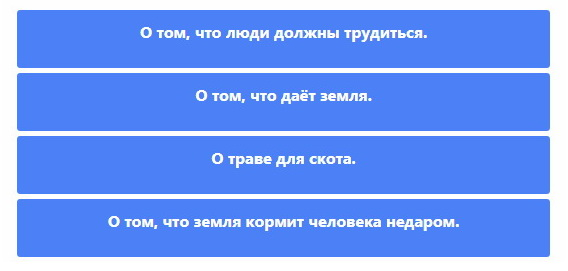 О том, что люди должны трудиться.
О том, что даёт земля.
О траве для скота.
О том, что земля кормит человека недаром.